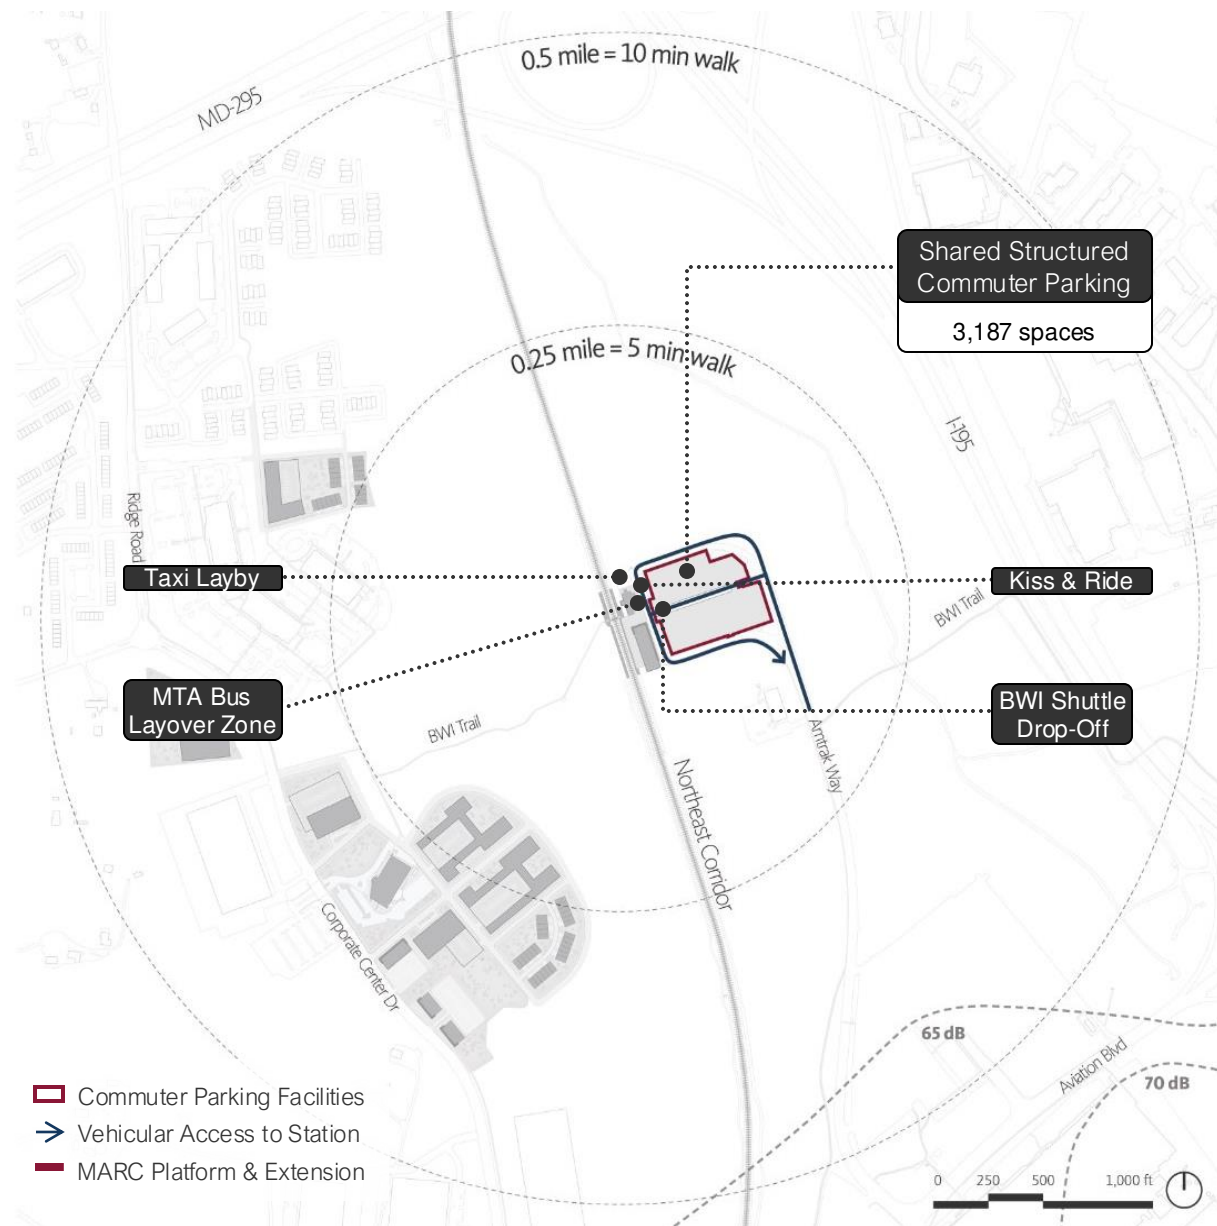 0.5 mile = 10 min walk
MD-295
Shared Structured
Commuter Parking
3,187 spaces
0.25 mile = 5 min walk
I-195
Ridge Road
Taxi Layby
Kiss & Ride
BWI Trail
MTA Bus
Layover Zone
BWI Shuttle
Drop-Off
BWI Trail
Amtrak Way
Northeast Corridor
Corporate Center Dr
65 dB
Aviation Blvd
70 dB
Commuter Parking Facilities
Vehicular Access to Station
MARC Platform & Extension
0 250 500 1,000 ft